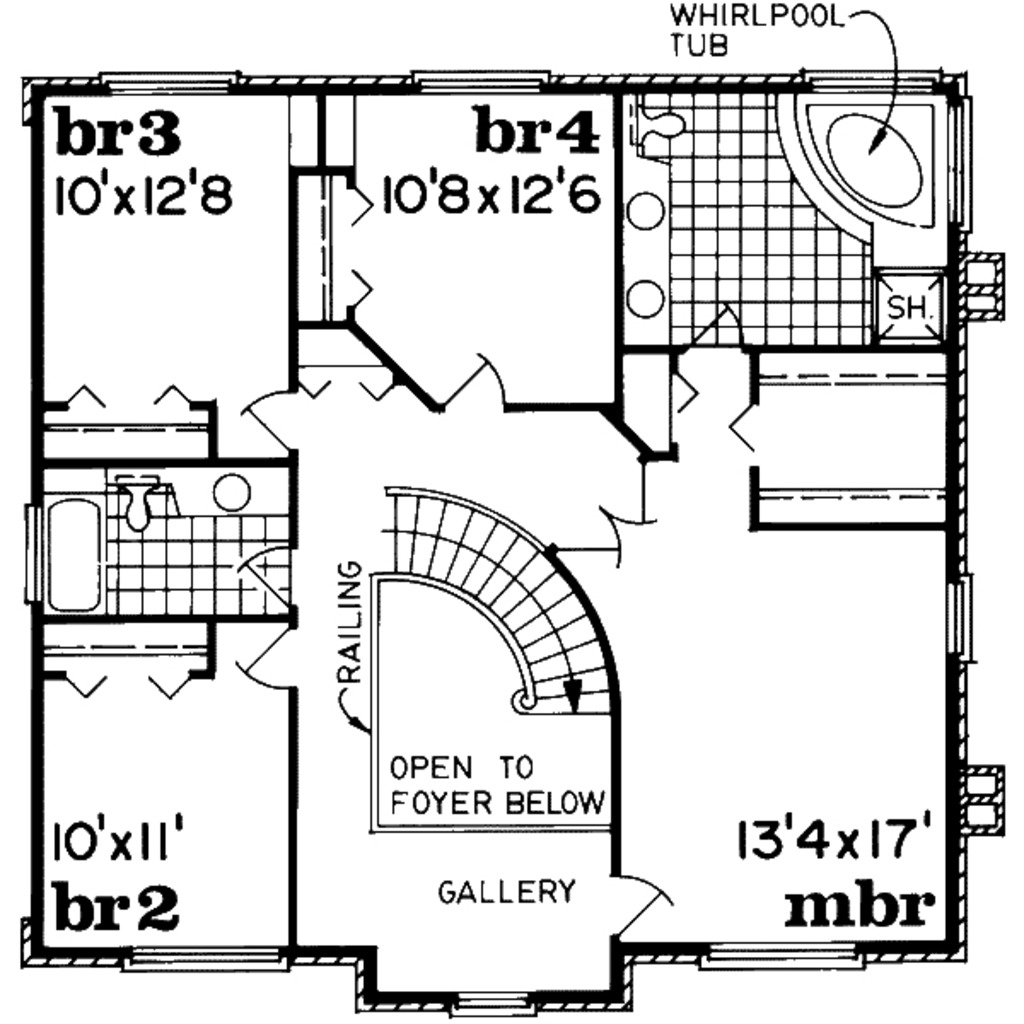 WHIRLPOOL
TUB
br3
10'x12'8
br4
10'8x12'6
SH.
RAILING
OPEN TO
FOYER BELOW
10'x11'
br2
GALLERY
13'4x17'
mbr